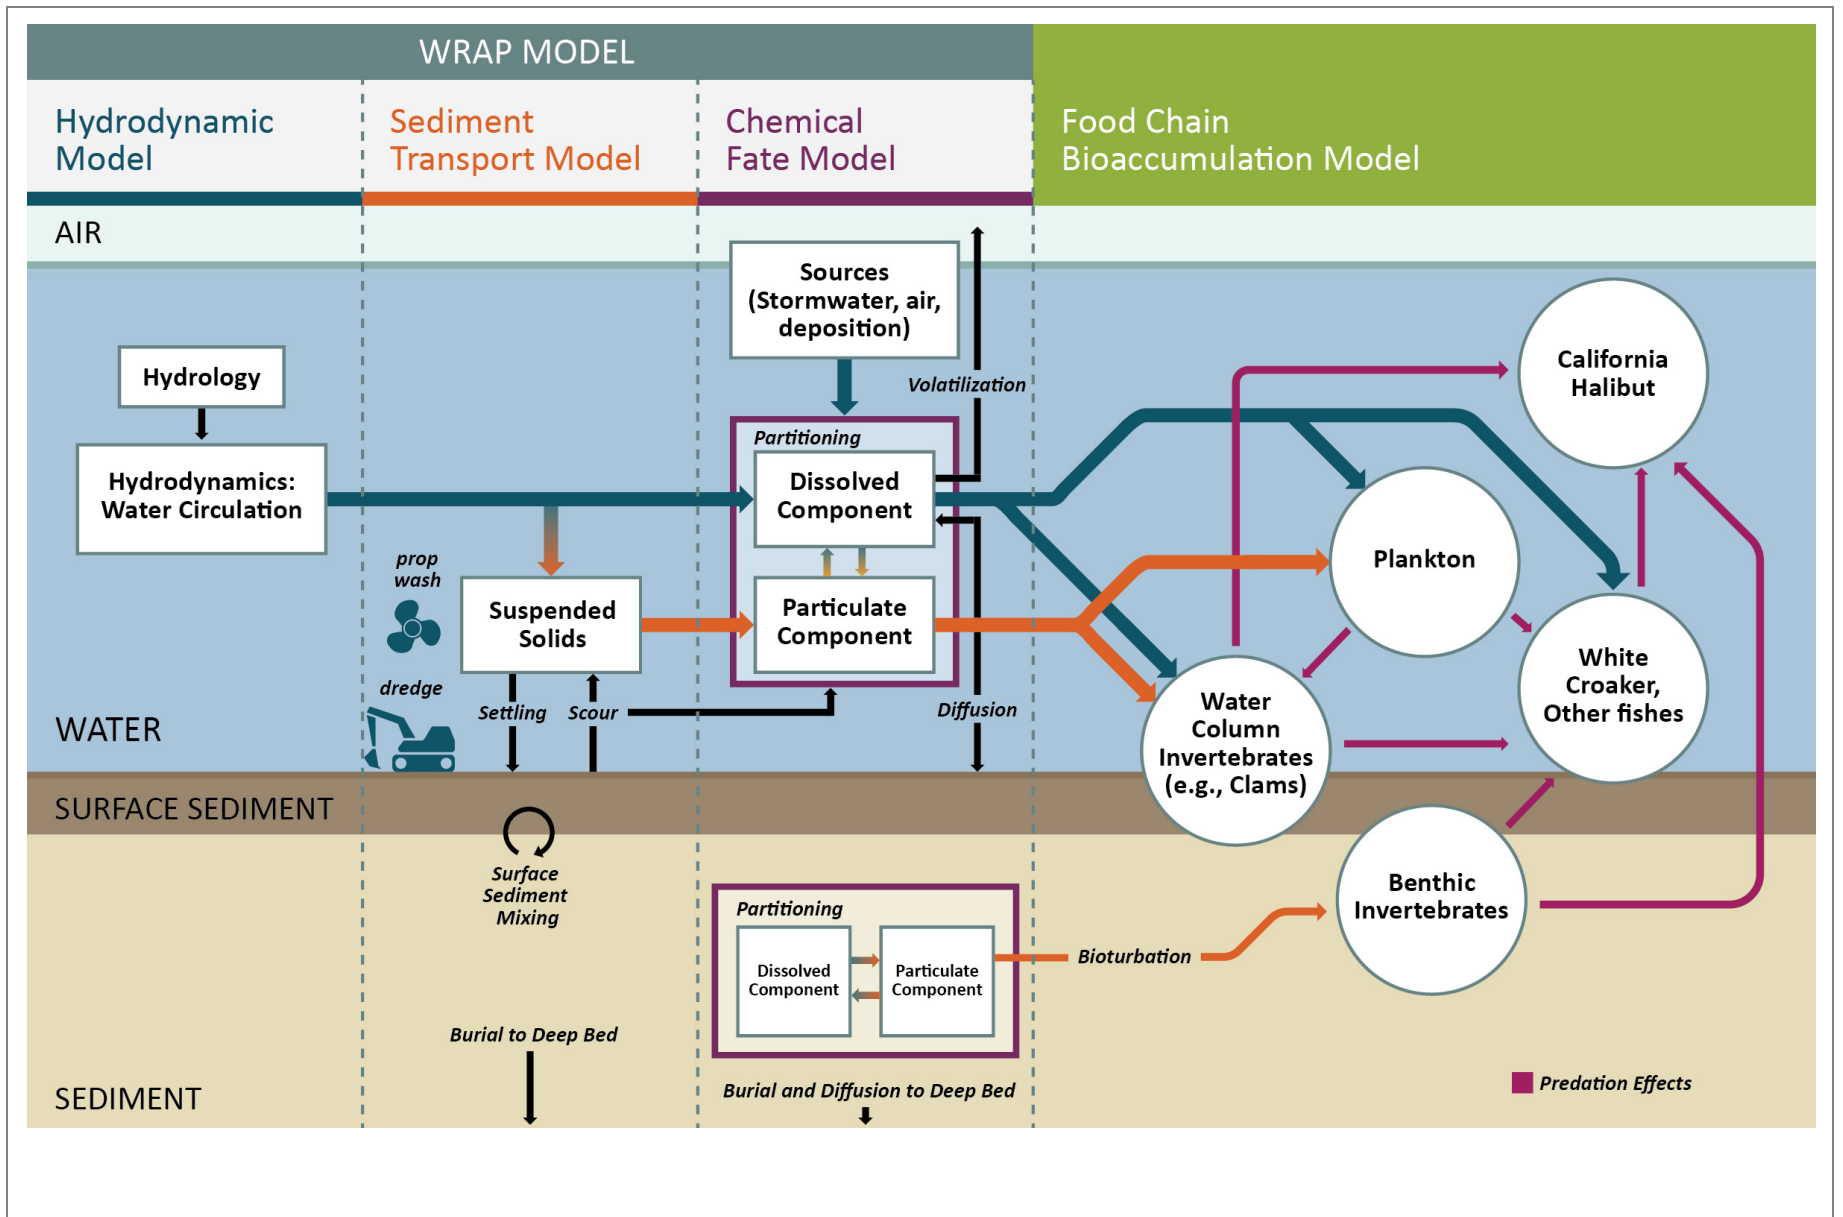 WRAP MODEL
Hydrodynamic
Model
Sediment
Transport Model
Chemical
Fate Model
Food Chain
Bioaccumulation Model
AIR
Sources
(Stormwater, air,
deposition)
Hydrology
Volatilization
California
Halibut
Partitioning
Hydrodynamics:
Water Circulation
Dissolved
Component
prop
wash
Suspended
Solids
Particulate
Component
Plankton
dredge
Settling
Scour
Diffusion
WATER
Water
Column
Invertebrates
(e.g., Clams)
White
Croaker,
Other fishes
SURFACE SEDIMENT
Surface
Sediment
Mixing
Partitioning
Dissolved
Component
Particulate
Component
Bioturbation
Benthic
Invertebrates
Burial to Deep Bed
Burial and Diffusion to Deep Bed
SEDIMENT
Predation Effects